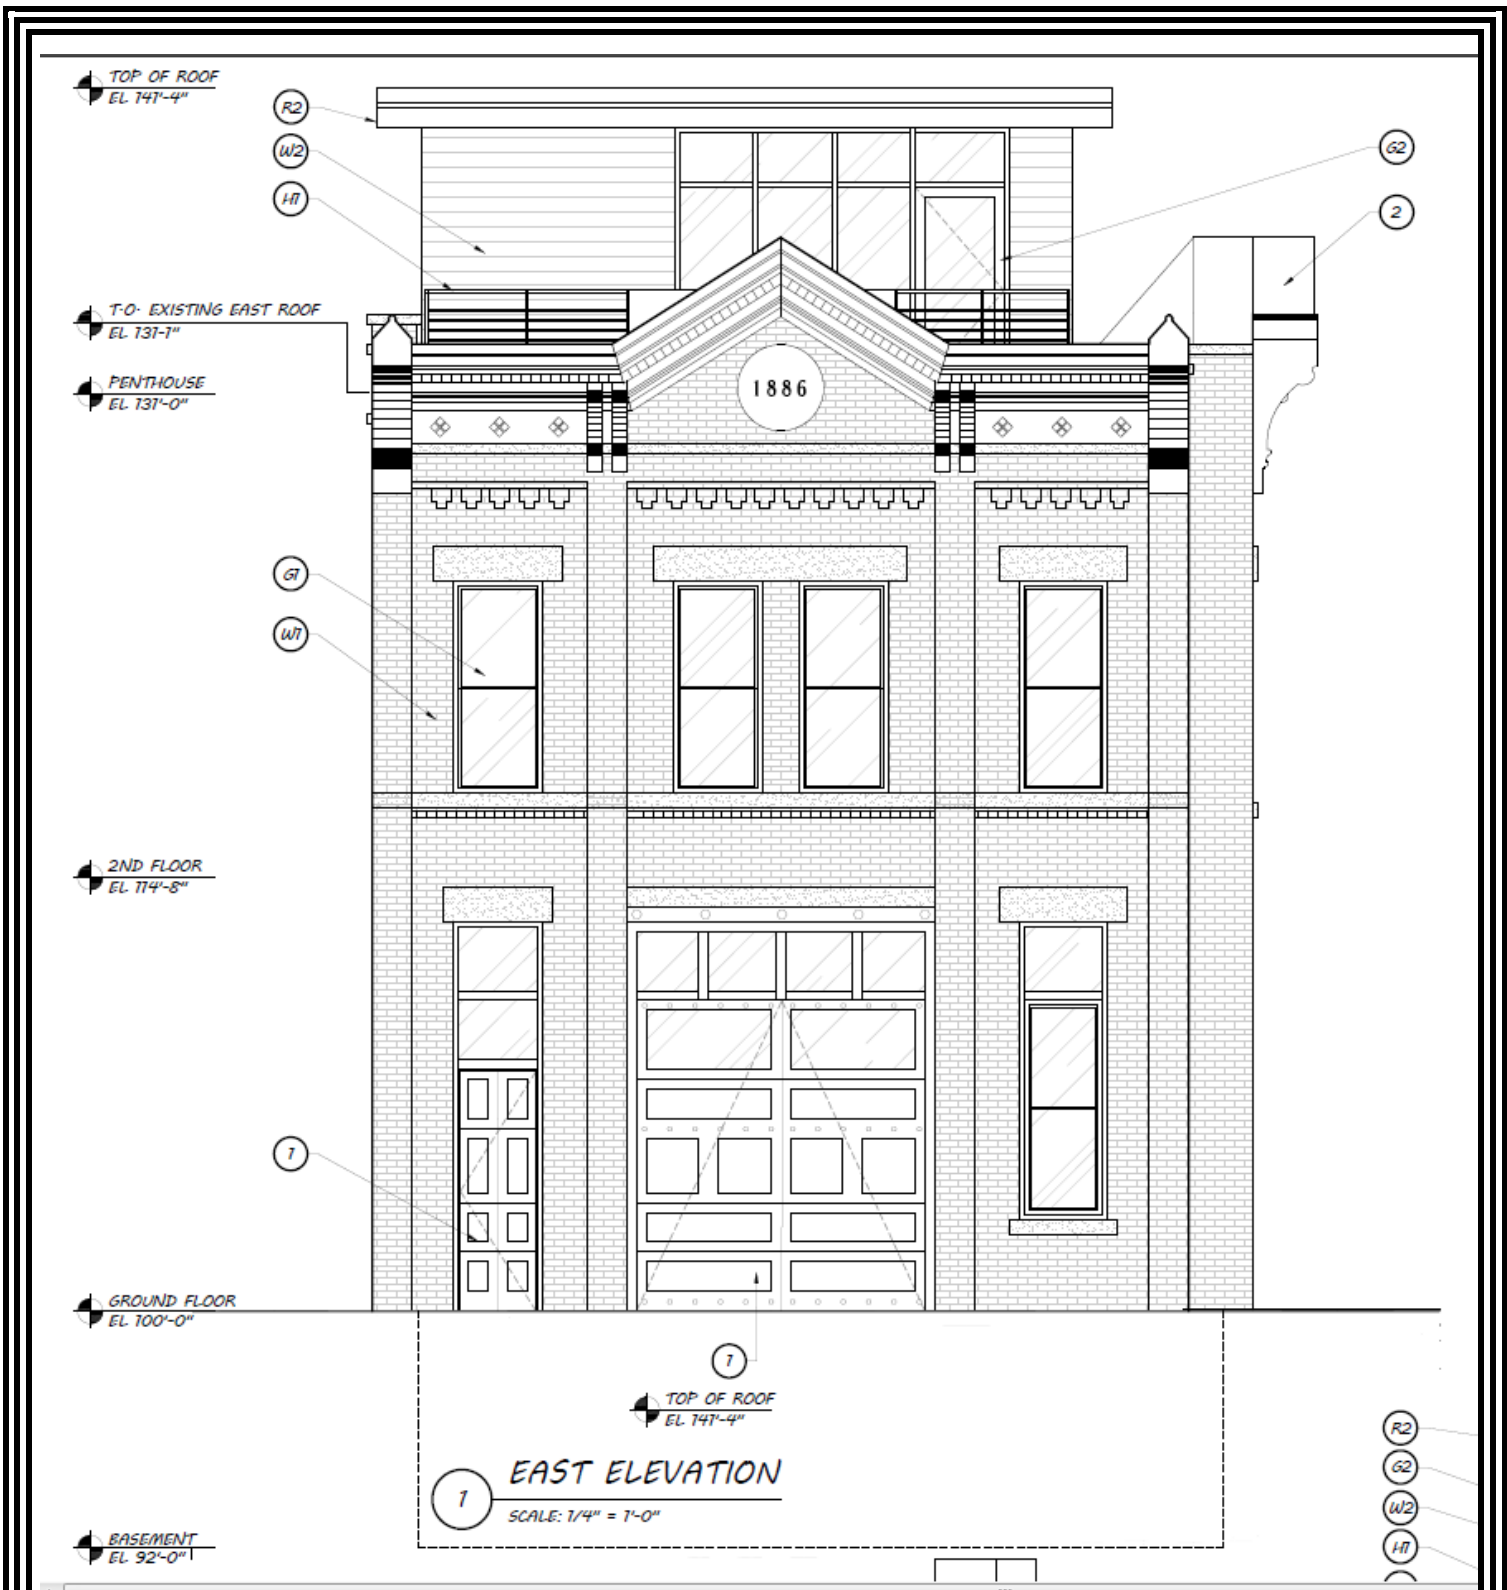 TOP OF ROOF
EL 141'-4"
R2
W2
H1
G2
2
T.O. EXISTING EAST ROOF
EL 131-1"
PENTHOUSE
EL 131'-0"
1886
G1
W1
2ND FLOOR
EL 114'-8"
1
GROUND FLOOR
EL 100'-0"
1
TOP OF ROOF
EL 141'-4"
1
EAST ELEVATION
SCALE: 1/4" = 1'-0"
BASEMENT
EL 92'-0"
R2
G2
W2
H1